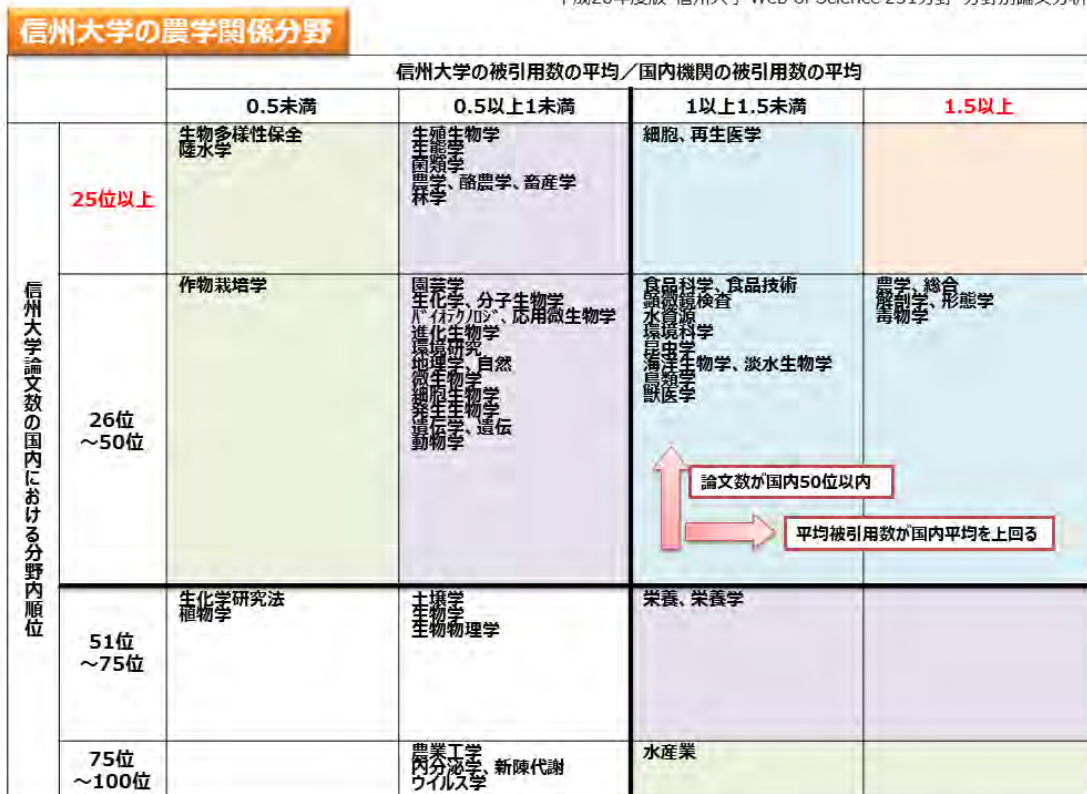 信州大学の農学関係分野
信州大学の被引用数の平均／国内機関の被引用数の平均
0.5未満
0.5以上1未満
1以上1.5未満
1.5以上
信州大学論文数の国内における分野内順位
25位以上
生物多様性保全
陸水学
生殖生物学
生態学
菌類学
農学、酪農学、畜産学
林学
細胞、再生医学
26位
～50位
作物栽培学
園芸学
生化学、分子生物学
ﾊﾞｲｵﾃｸﾉﾛｼﾞ、応用微生物学
進化生物学
環境研究
地理学、自然
微生物学
細胞生物学
発生生物学
遺伝学、遺伝
動物学
食品科学、食品技術
顕微鏡検査
水資源
環境科学
昆虫学
海洋生物学、淡水生物学
鳥類学
獣医学
農学、総合
解剖学、形態学
毒物学
論文数が国内50位以内
平均被引用数が国内平均を上回る
51位
～75位
生化学研究法
植物学
土壌学
生物学
生物物理学
栄養、栄養学
75位
～100位
農業工学
内分泌学、新陳代謝
ウイルス学
水産業